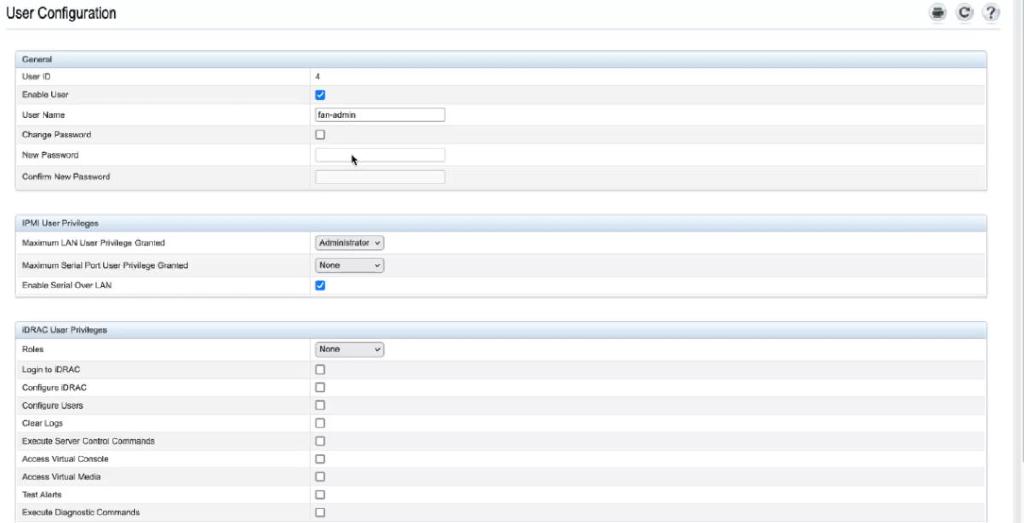 User Configuration
General
User ID 4
Enable User
User Name fan-admin
Change Password
New Password
Confirm New Password
IPMI User Privileges
Maximum LAN User Privilege Granted Administrator
Maximum Serial Port User Privilege Granted None
Enable Serial Over LAN
iDRAC User Privileges
Roles None
Login to iDRAC
Configure iDRAC
Configure Users
Clear Logs
Execute Server Control Commands
Access Virtual Console
Access Virtual Media
Test Alerts
Execute Diagnostic Commands